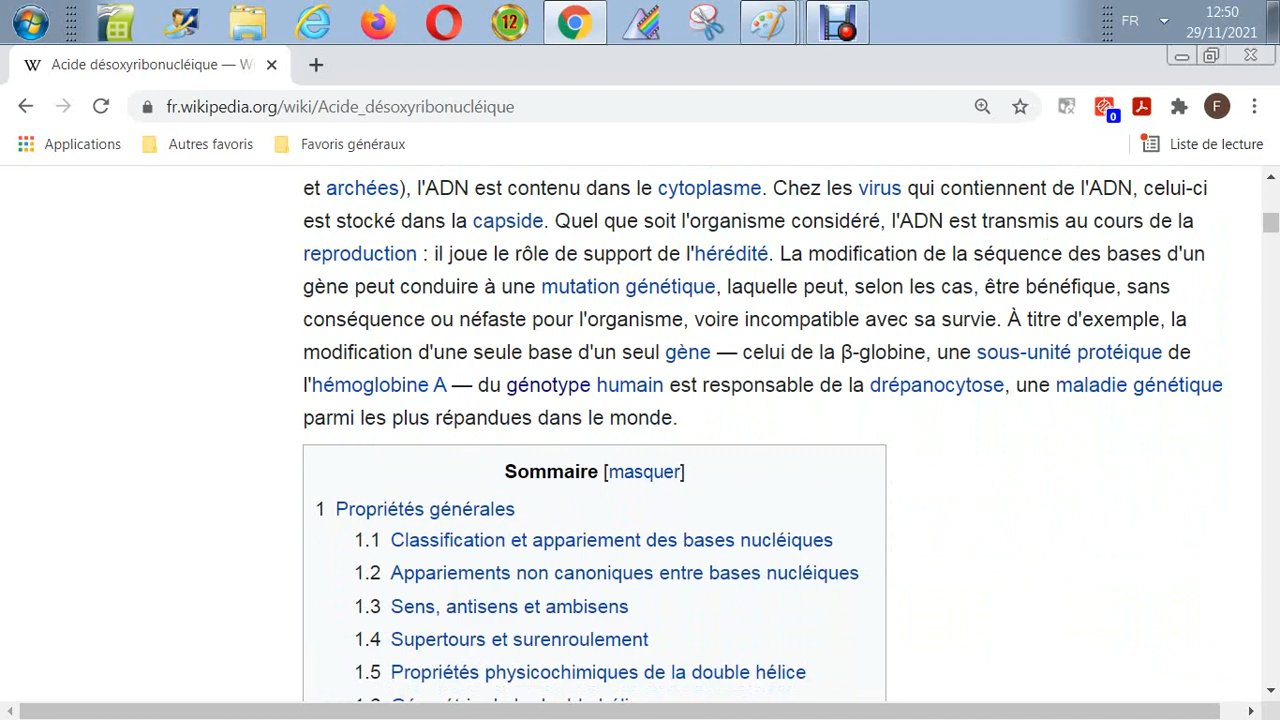 12
FR
12:50
29/11/2021
Acide désoxyribonucléique — W
fr.wikipedia.org/wiki/Acide_désoxyribonucléique
0
F
Applications
Autres favoris
Favoris généraux
Liste de lecture
et archées), l'ADN est contenu dans le cytoplasme. Chez les virus qui contiennent de l'ADN, celui-ci
est stocké dans la capside. Quel que soit l'organisme considéré, l'ADN est transmis au cours de la
reproduction : il joue le rôle de support de l'hérédité. La modification de la séquence des bases d'un
gène peut conduire à une mutation génétique, laquelle peut, selon les cas, être bénéfique, sans
conséquence ou néfaste pour l'organisme, voire incompatible avec sa survie. À titre d'exemple, la
modification d'une seule base d'un seul gène — celui de la β-globine, une sous-unité protéique de
l'hémoglobine A — du génotype humain est responsable de la drépanocytose, une maladie génétique
parmi les plus répandues dans le monde.
Sommaire [masquer]
1 Propriétés générales
1.1 Classification et appariement des bases nucléiques
1.2 Appariements non canoniques entre bases nucléiques
1.3 Sens, antisens et ambisens
1.4 Supertours et surenroulement
1.5 Propriétés physicochimiques de la double hélice